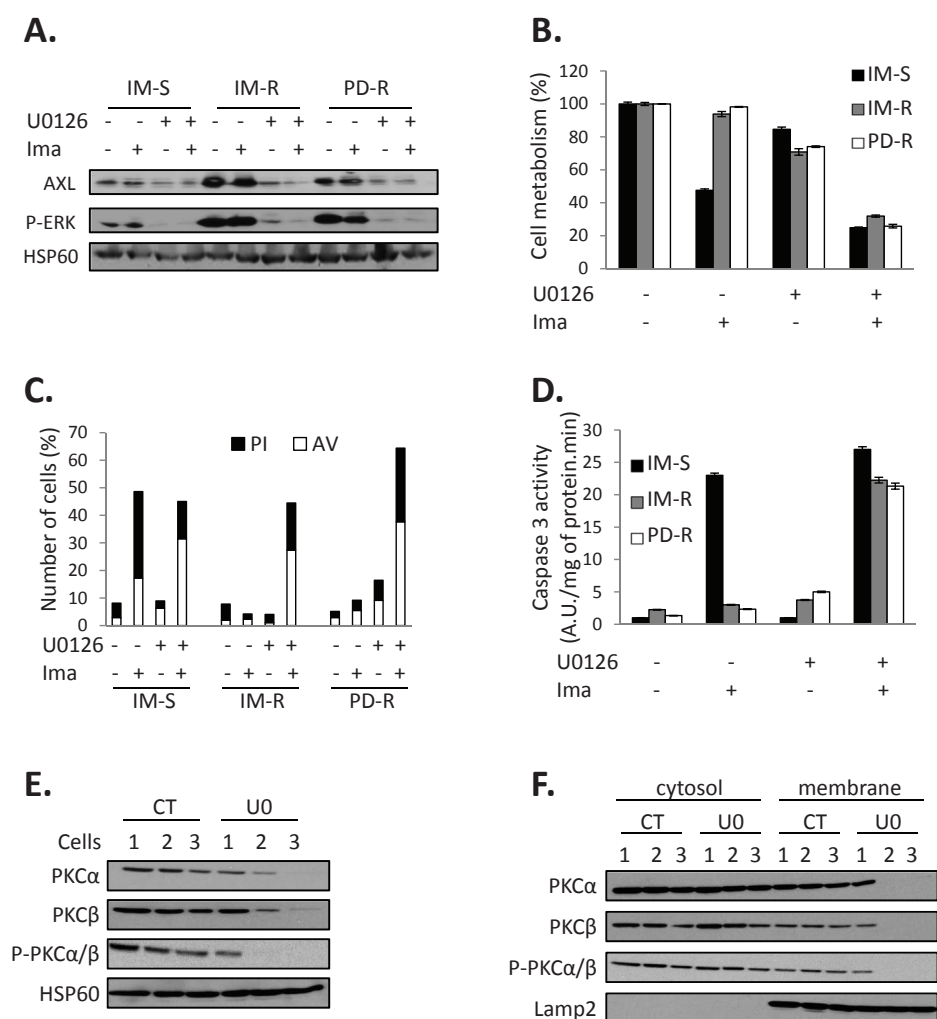 A.
IM-S IM-R PD-R
U0126 - - + + - - + + - - + +
Ima - + - + - + - + - + - +
AXL
P-ERK
HSP60
B.
Cell metabolism (%)
120
100
80
60
40
20
0
IM-S
IM-R
PD-R
U0126 - - + +
Ima - + - +
C.
Number of cells (%)
70
60
50
40
30
20
10
0
PI AV
U0126 - - + + - - + + - - + +
Ima - + - + - + - + - + - +
IM-S IM-R PD-R
D.
Caspase 3 activity
(A.U./mg of protein.min)
30
25
20
15
10
5
0
IM-S
IM-R
PD-R
U0126 - - + +
Ima - + - +
E.
CT U0
Cells 1 2 3 1 2 3
PKCα
PKCβ
P-PKCα/β
HSP60
F.
cytosol membrane
CT U0 CT U0
1 2 3 1 2 3 1 2 3 1 2 3
PKCα
PKCβ
P-PKCα/β
Lamp2